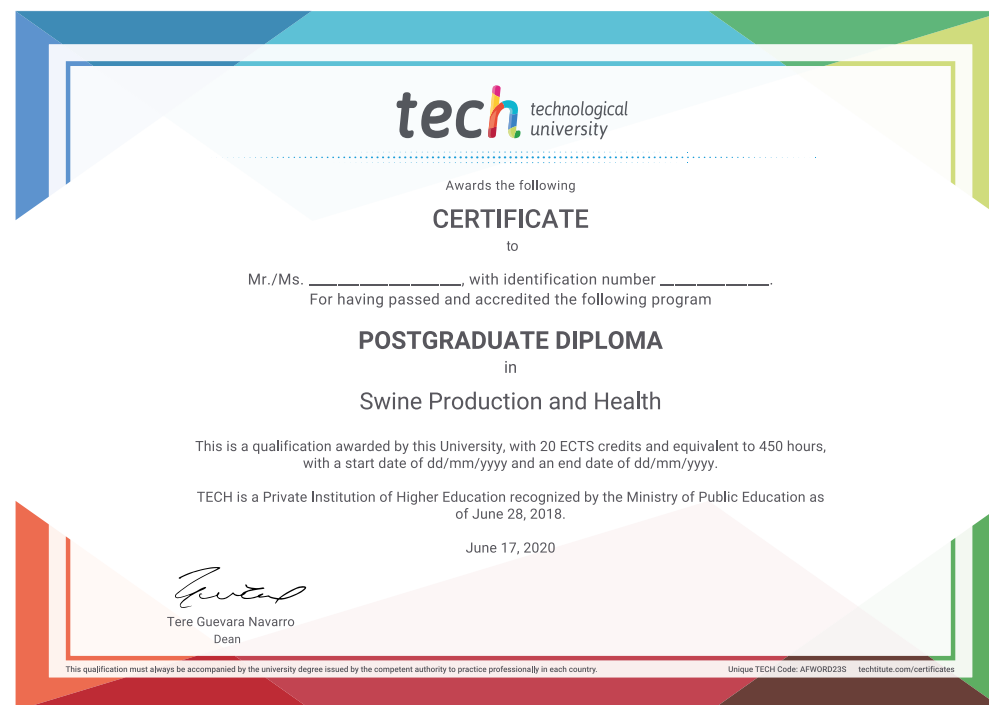 tech technological
university
Awards the following
CERTIFICATE
to
Mr./Ms. ____________________, with identification number ______________.
For having passed and accredited the following program
POSTGRADUATE DIPLOMA
in
Swine Production and Health
This is a qualification awarded by this University, with 20 ECTS credits and equivalent to 450 hours,
with a start date of dd/mm/yyyy and an end date of dd/mm/yyyy.
TECH is a Private Institution of Higher Education recognized by the Ministry of Public Education as
of June 28, 2018.
June 17, 2020
Tere Guevara Navarro
Dean
This qualification must always be accompanied by the university degree issued by the competent authority to practice professionally in each country. Unique TECH Code: AFWORD23S techtitute.com/certificates